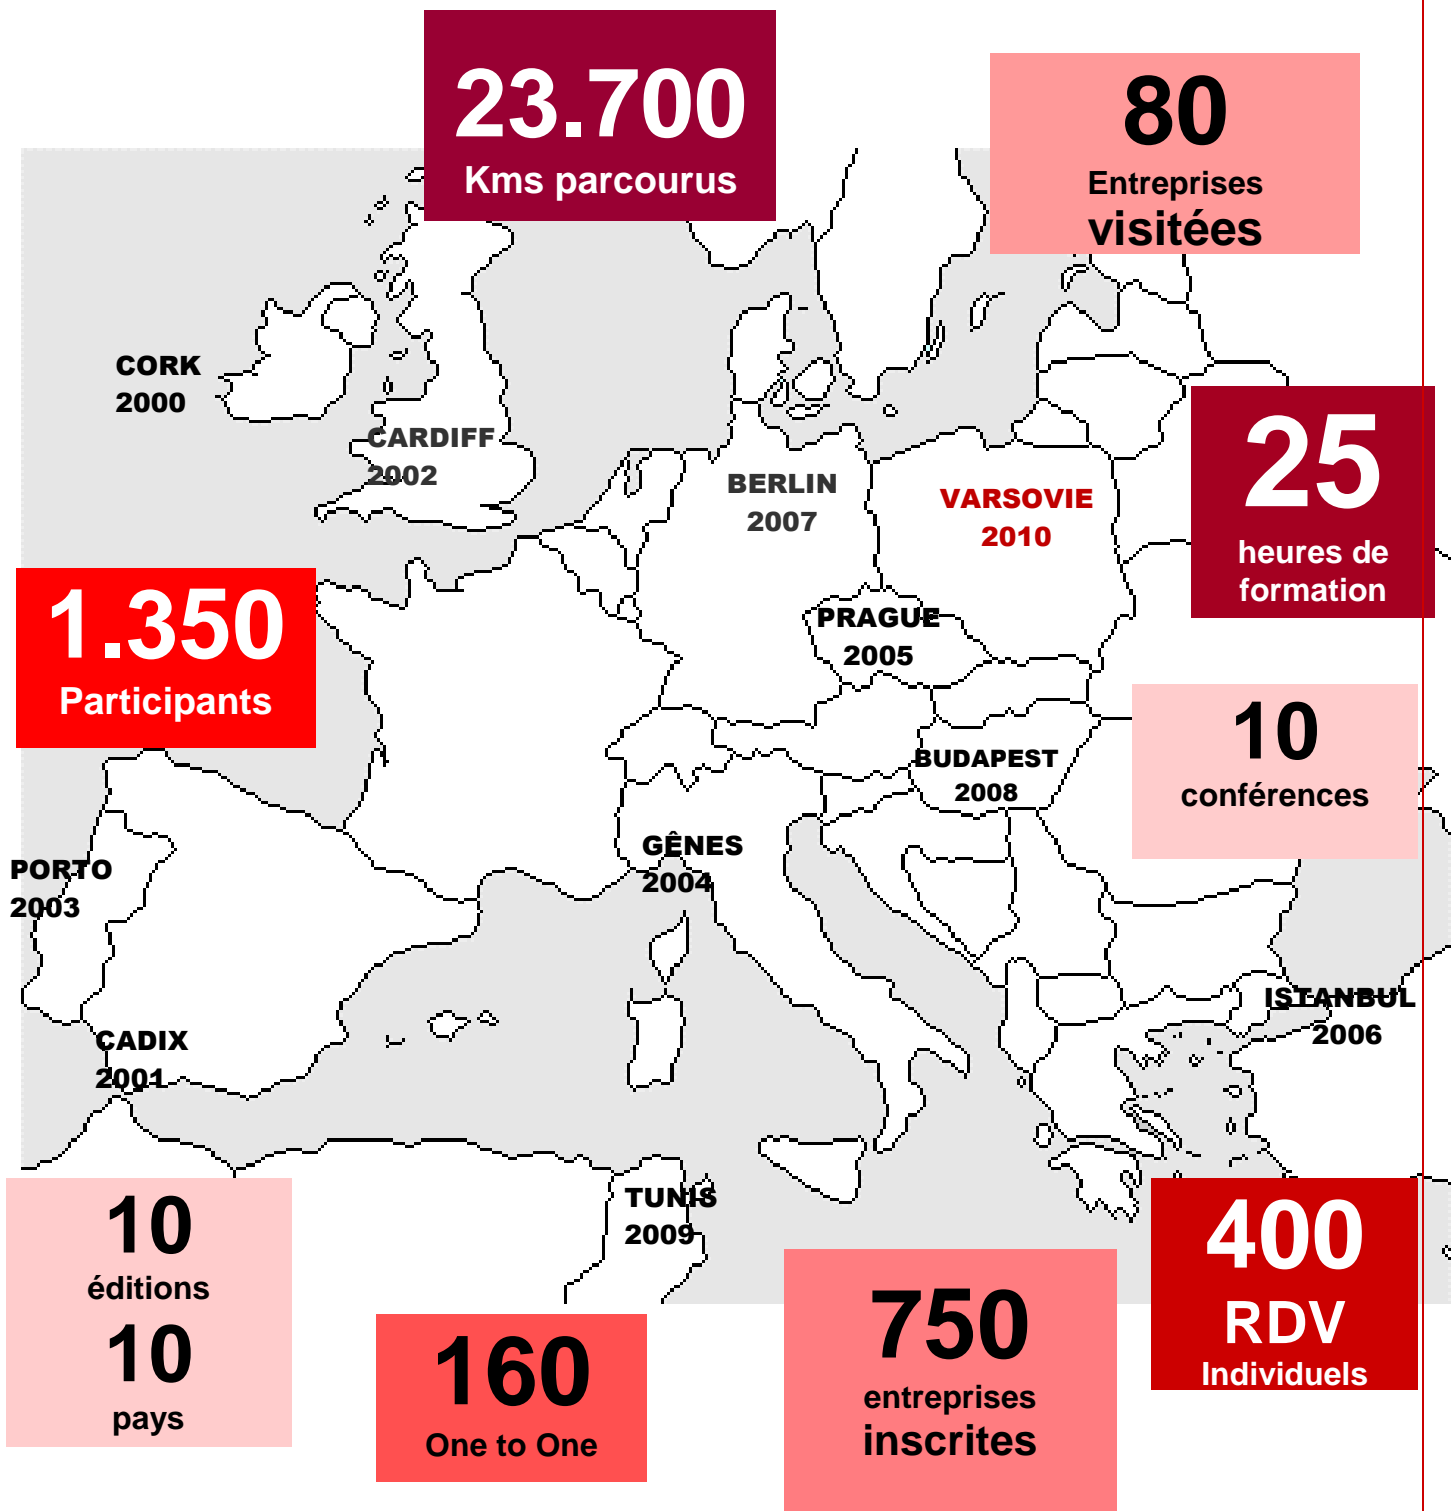 23.700
Kms parcourus
80
Entreprises
visitées
CORK
2000
CARDIFF
2002
BERLIN
2007
VARSOVIE
2010
25
heures de
formation
1.350
Participants
PRAGUE
2005
10
conférences
BUDAPEST
2008
GÊNES
2004
PORTO
2003
ISTANBUL
2006
CADIX
2001
TUNIS
2009
10
éditions
10
pays
160
One to One
750
entreprises
inscrites
400
RDV
Individuels